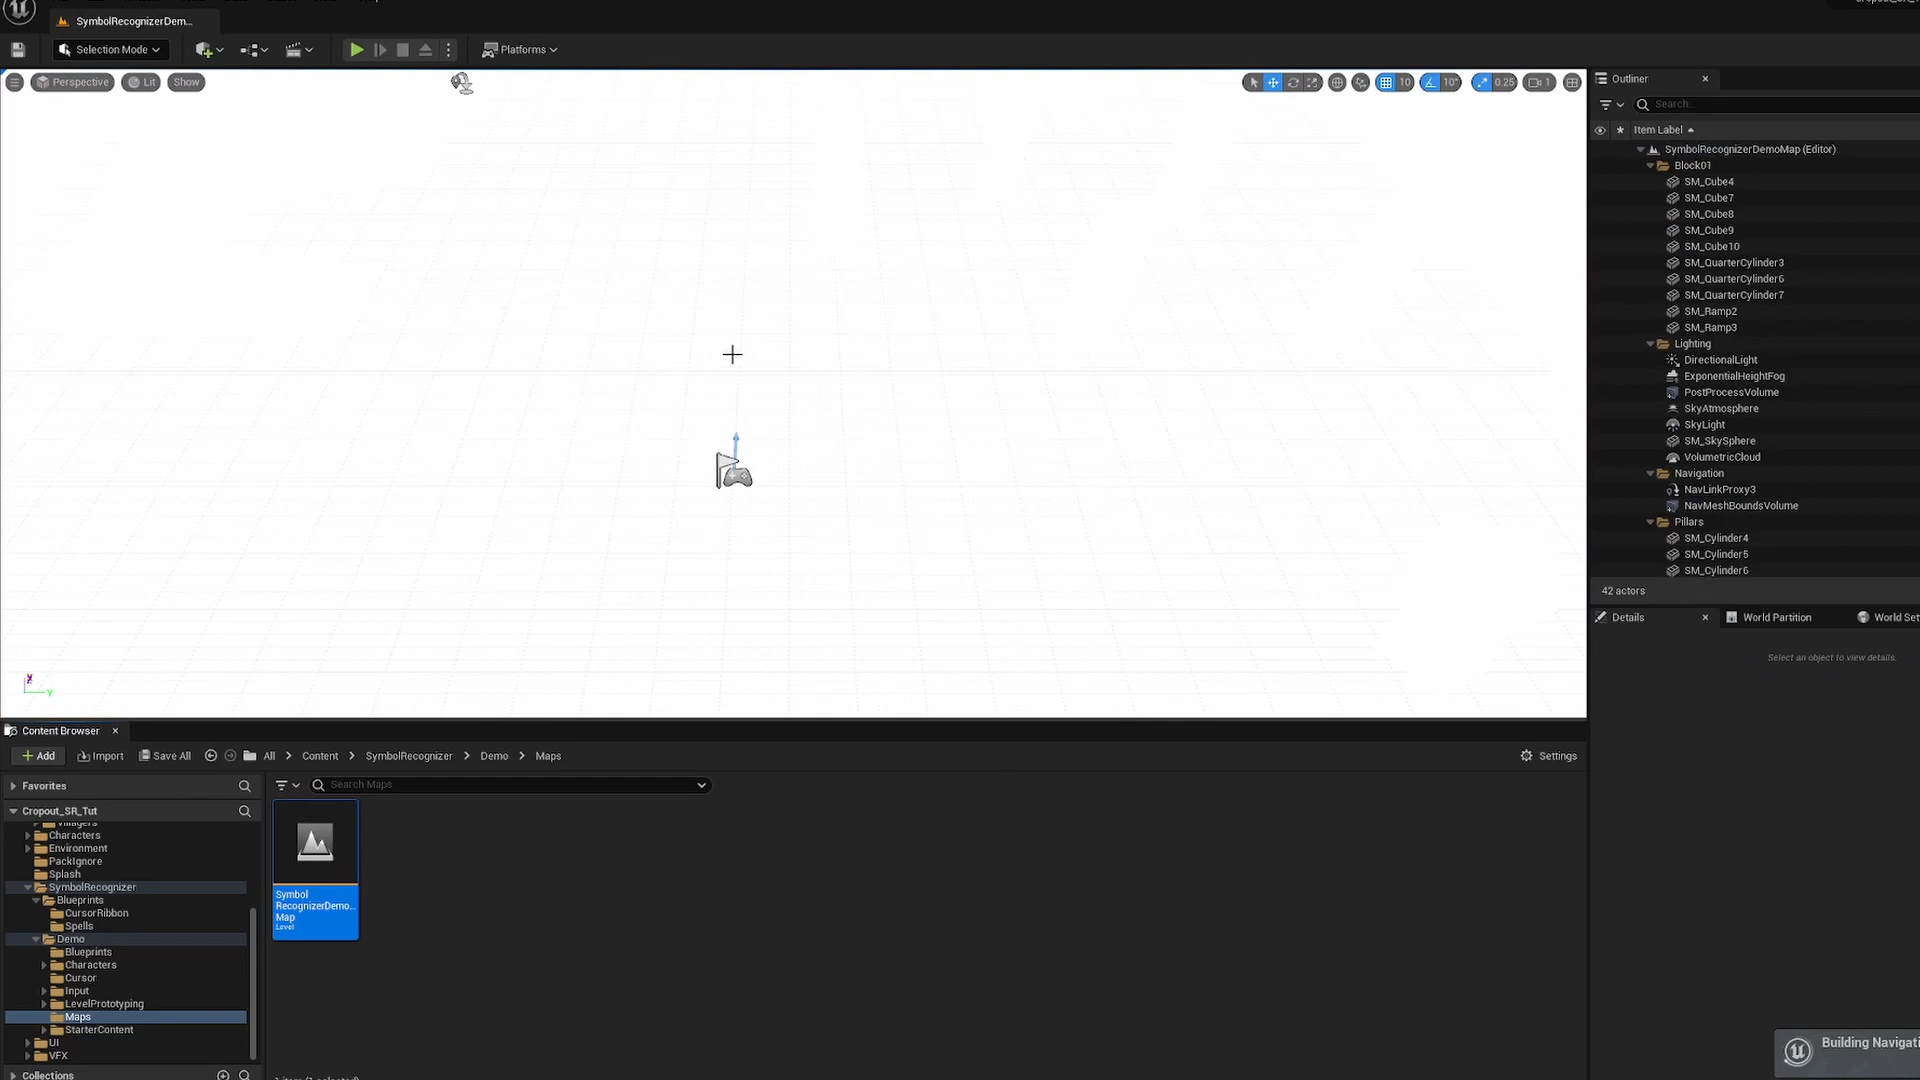 SymbolRecognizerDem...
Selection Mode
Platforms
Perspective
Lit
Show
10
10°
0.25
1
Outliner
Search...
Item Label
SymbolRecognizerDemoMap (Editor)
Block01
SM_Cube4
SM_Cube7
SM_Cube8
SM_Cube9
SM_Cube10
SM_QuarterCylinder3
SM_QuarterCylinder6
SM_QuarterCylinder7
SM_Ramp2
SM_Ramp3
Lighting
DirectionalLight
ExponentialHeightFog
PostProcessVolume
SkyAtmosphere
SkyLight
SM_SkySphere
VolumetricCloud
Navigation
NavLinkProxy3
NavMeshBoundsVolume
Pillars
SM_Cylinder4
SM_Cylinder5
SM_Cylinder6
42 actors
Details
World Partition
World Set
Select an object to view details.
Y
Content Browser
Add
Import
Save All
All > Content > SymbolRecognizer > Demo > Maps
Settings
Favorites
Search Maps
Cropout_SR_Tut
Villagers
Characters
Environment
PackIgnore
Splash
SymbolRecognizer
Blueprints
CursorRibbon
Spells
Demo
Blueprints
Characters
Cursor
Input
LevelPrototyping
Maps
StarterContent
UI
VFX
Collections
Symbol
RecognizerDemo...
Map
Level
Building Navigati